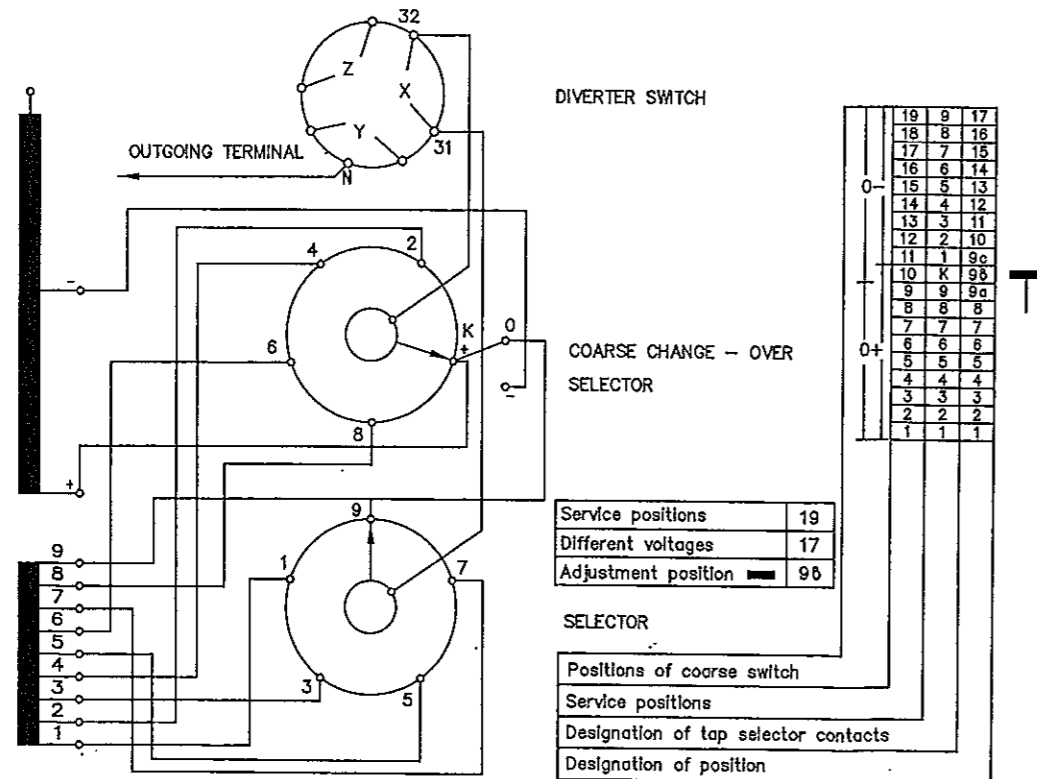 32
Z
X
Y
31
N
OUTGOING TERMINAL
DIVERTER SWITCH
-
+
4
2
6
8
K
+
0
-
COARSE CHANGE - OVER
SELECTOR
9
8
7
6
5
4
3
2
1
9
1
7
3
5
0-
0+
19 9 17
18 8 16
17 7 15
16 6 14
15 5 13
14 4 12
13 3 11
12 2 10
11 1 9c
10 K 9б
9 9 9a
8 8 8
7 7 7
6 6 6
5 5 5
4 4 4
3 3 3
2 2 2
1 1 1
Service positions 19
Different voltages 17
Adjustment position 9б
SELECTOR
Positions of coarse switch
Service positions
Designation of tap selector contacts
Designation of position